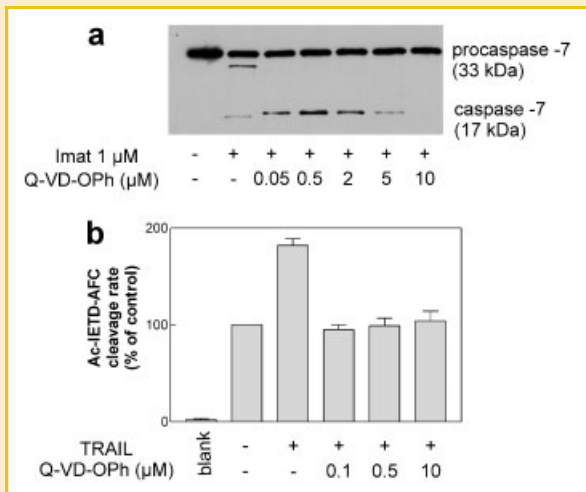 a
procaspase -7
(33 kDa)
caspase -7
(17 kDa)
Imat 1 µM - + + + + + +
Q-VD-OPh (µM) - - 0.05 0.5 2 5 10
b
Ac-IETD-AFC
cleavage rate
(% of control)
200
100
0
blank
TRAIL - + + + +
Q-VD-OPh (µM) - - 0.1 0.5 10